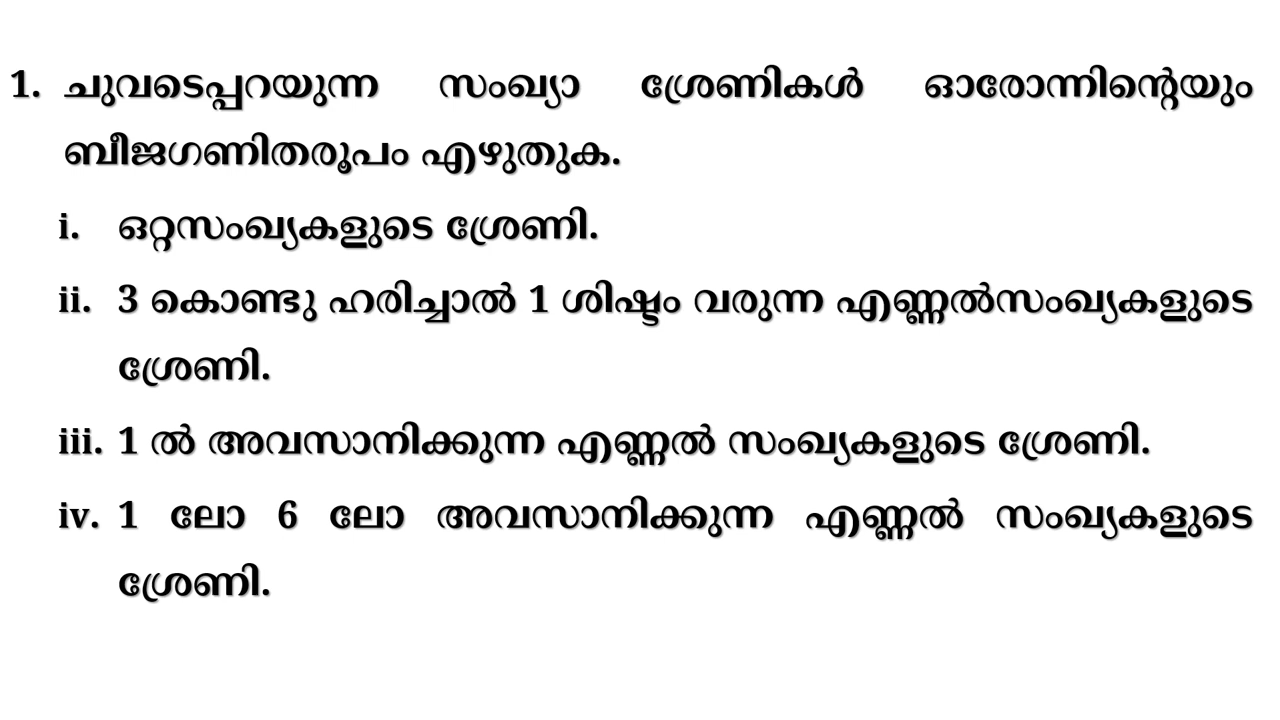 1. ചുവടെപ്പറയുന്ന സംഖ്യാ ശ്രേണികൾ ഓരോന്നിന്റെയും
ബീജഗണിതരൂപം എഴുതുക.
i. ഒറ്റസംഖ്യകളുടെ ശ്രേണി.
ii. 3 കൊണ്ടു ഹരിച്ചാൽ 1 ശിഷ്ടം വരുന്ന എണ്ണൽസംഖ്യകളുടെ
ശ്രേണി.
iii. 1 ൽ അവസാനിക്കുന്ന എണ്ണൽ സംഖ്യകളുടെ ശ്രേണി.
iv. 1 ലോ 6 ലോ അവസാനിക്കുന്ന എണ്ണൽ സംഖ്യകളുടെ
ശ്രേണി.